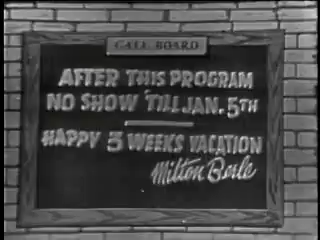 CALL BOARD
AFTER THIS PROGRAM
NO SHOW 'TILL JAN. 5TH
HAPPY 3 WEEKS VACATION
Milton Berle